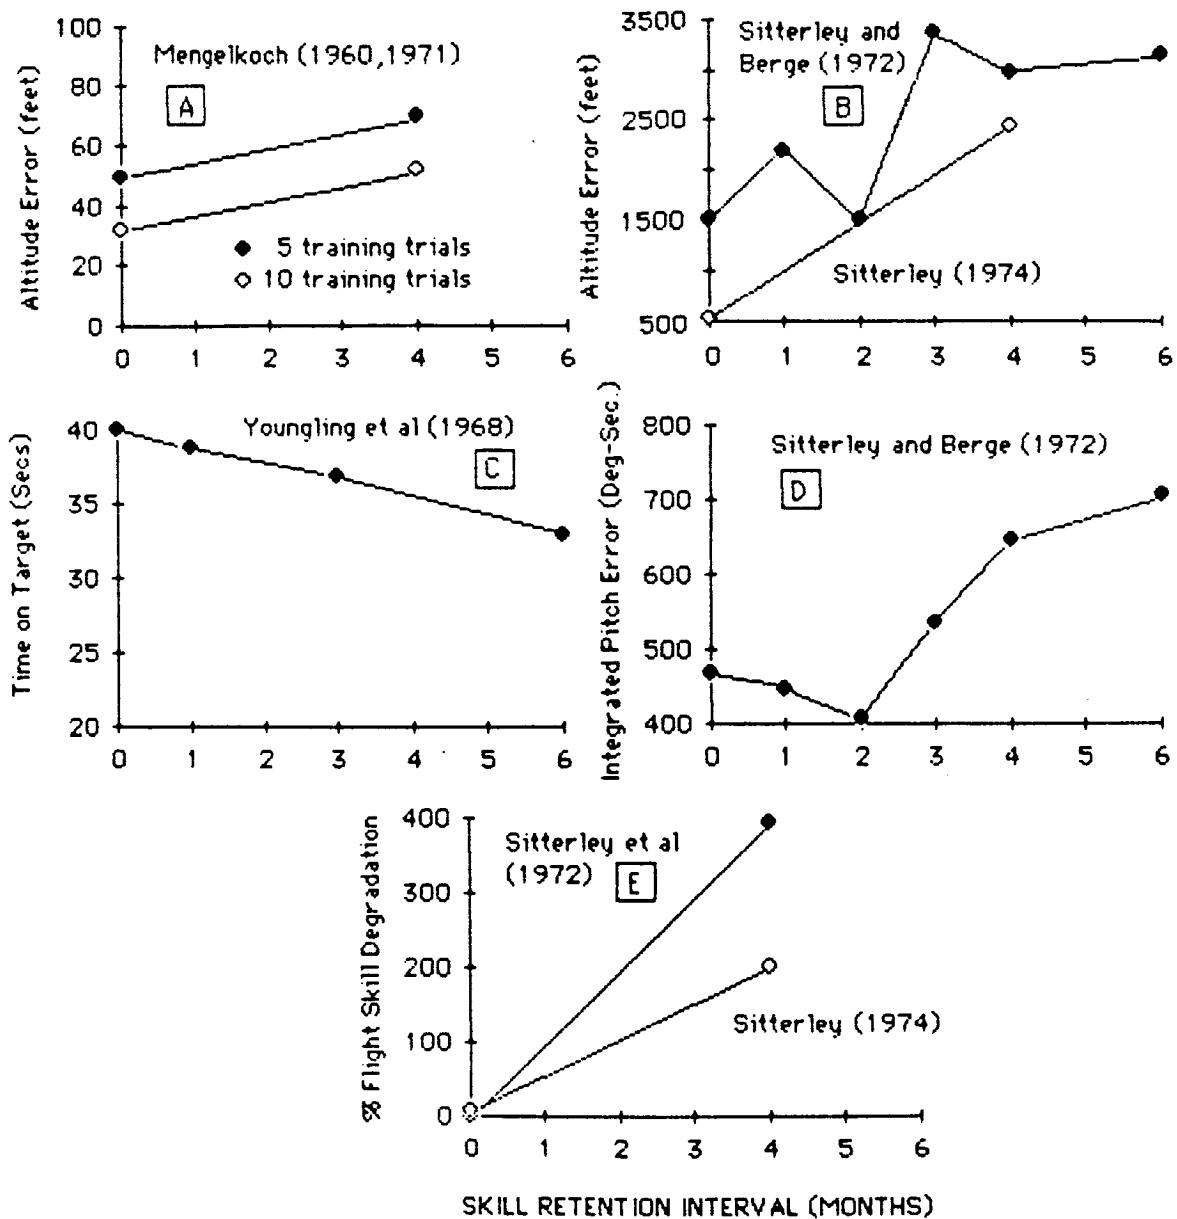 Altitude Error (feet)
100
80
60
40
20
0
Mengelkoch (1960,1971)
A
5 training trials
10 training trials
0 1 2 3 4 5 6
Altitude Error (feet)
3500
2500
1500
500
Sitterley and
Berge (1972)
B
Sitterley (1974)
0 1 2 3 4 5 6
Time on Target (Secs)
40
35
30
25
20
Youngling et al (1968)
C
0 1 2 3 4 5 6
Integrated Pitch Error (Deg-Sec.)
800
700
600
500
400
Sitterley and Berge (1972)
D
0 1 2 3 4 5 6
% Flight Skill Degradation
400
300
200
100
0
Sitterley et al
(1972)
E
Sitterley (1974)
0 1 2 3 4 5 6
SKILL RETENTION INTERVAL (MONTHS)